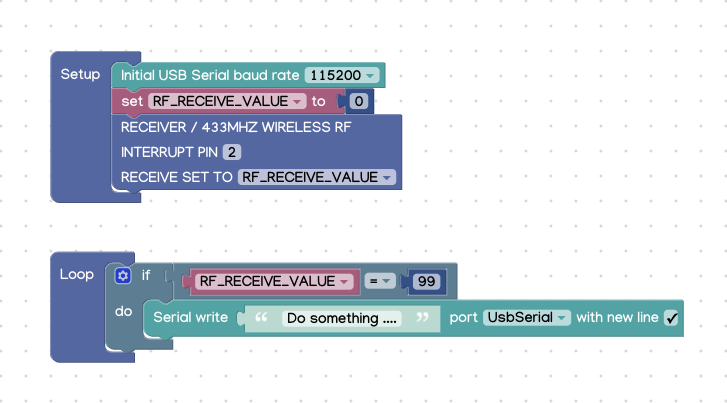 Setup
Initial USB Serial baud rate 115200
set RF_RECEIVE_VALUE to 0
RECEIVER / 433MHZ WIRELESS RF
INTERRUPT PIN 2
RECEIVE SET TO RF_RECEIVE_VALUE
Loop
if RF_RECEIVE_VALUE = 99
do Serial write “ Do something .... ” port UsbSerial with new line ✓